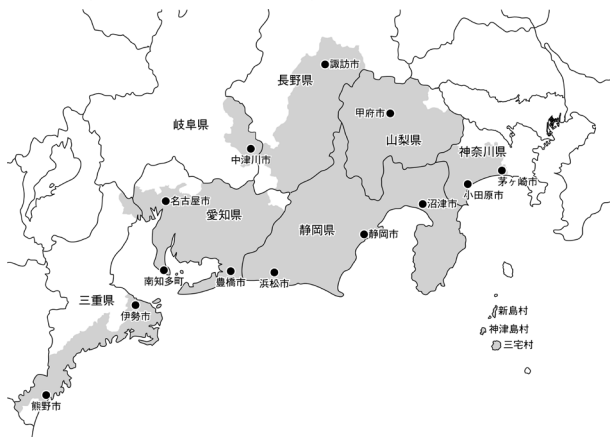 長野県
諏訪市
甲府市
山梨県
岐阜県
中津川市
神奈川県
茅ヶ崎市
小田原市
名古屋市
愛知県
沼津市
静岡県
静岡市
南知多町
豊橋市
浜松市
三重県
伊勢市
新島村
神津島村
三宅村
熊野市